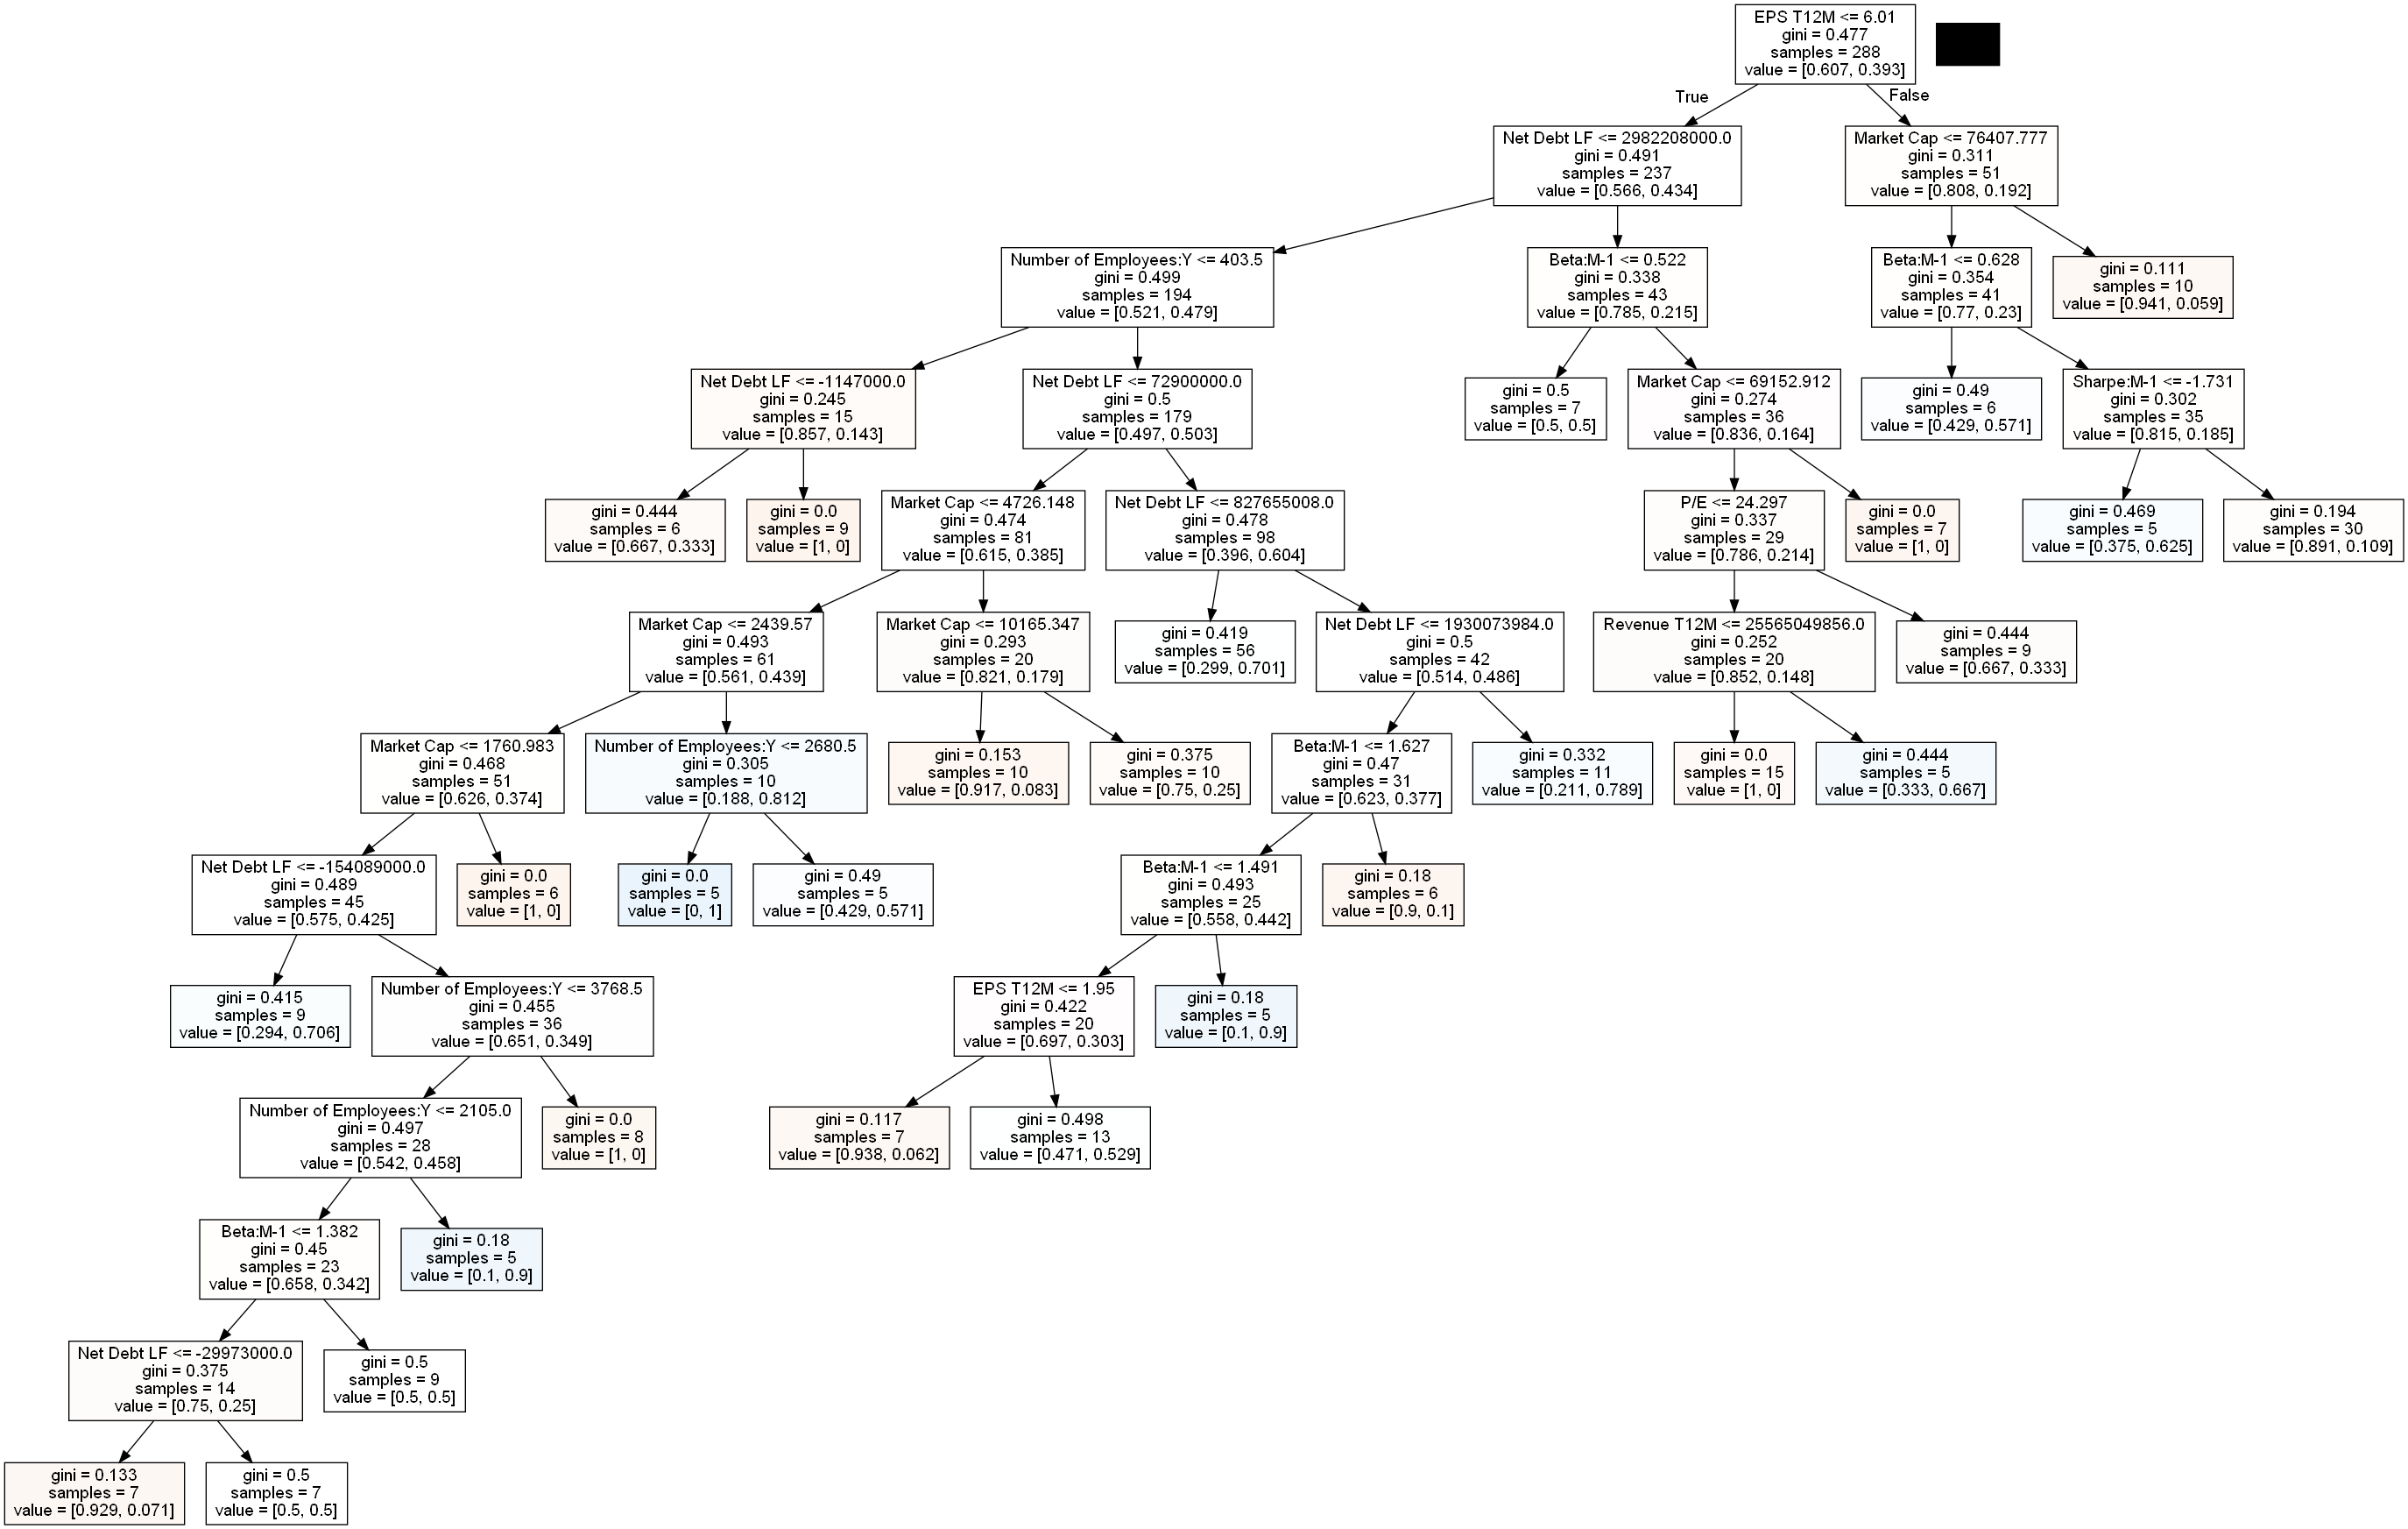 EPS T12M <= 6.01
gini = 0.477
samples = 288
value = [0.607, 0.393]
True
False
Net Debt LF <= 2982208000.0
gini = 0.491
samples = 237
value = [0.566, 0.434]
Market Cap <= 76407.777
gini = 0.311
samples = 51
value = [0.808, 0.192]
Number of Employees:Y <= 403.5
gini = 0.499
samples = 194
value = [0.521, 0.479]
Beta:M-1 <= 0.522
gini = 0.338
samples = 43
value = [0.785, 0.215]
Beta:M-1 <= 0.628
gini = 0.354
samples = 41
value = [0.77, 0.23]
gini = 0.111
samples = 10
value = [0.941, 0.059]
Net Debt LF <= -1147000.0
gini = 0.245
samples = 15
value = [0.857, 0.143]
Net Debt LF <= 72900000.0
gini = 0.5
samples = 179
value = [0.497, 0.503]
gini = 0.5
samples = 7
value = [0.5, 0.5]
Market Cap <= 69152.912
gini = 0.274
samples = 36
value = [0.836, 0.164]
gini = 0.49
samples = 6
value = [0.429, 0.571]
Sharpe:M-1 <= -1.731
gini = 0.302
samples = 35
value = [0.815, 0.185]
gini = 0.444
samples = 6
value = [0.667, 0.333]
gini = 0.0
samples = 9
value = [1, 0]
Market Cap <= 4726.148
gini = 0.474
samples = 81
value = [0.615, 0.385]
Net Debt LF <= 827655008.0
gini = 0.478
samples = 98
value = [0.396, 0.604]
P/E <= 24.297
gini = 0.337
samples = 29
value = [0.786, 0.214]
gini = 0.0
samples = 7
value = [1, 0]
gini = 0.469
samples = 5
value = [0.375, 0.625]
gini = 0.194
samples = 30
value = [0.891, 0.109]
Market Cap <= 2439.57
gini = 0.493
samples = 61
value = [0.561, 0.439]
Market Cap <= 10165.347
gini = 0.293
samples = 20
value = [0.821, 0.179]
gini = 0.419
samples = 56
value = [0.299, 0.701]
Net Debt LF <= 1930073984.0
gini = 0.5
samples = 42
value = [0.514, 0.486]
Revenue T12M <= 25565049856.0
gini = 0.252
samples = 20
value = [0.852, 0.148]
gini = 0.444
samples = 9
value = [0.667, 0.333]
Market Cap <= 1760.983
gini = 0.468
samples = 51
value = [0.626, 0.374]
Number of Employees:Y <= 2680.5
gini = 0.305
samples = 10
value = [0.188, 0.812]
gini = 0.153
samples = 10
value = [0.917, 0.083]
gini = 0.375
samples = 10
value = [0.75, 0.25]
Beta:M-1 <= 1.627
gini = 0.47
samples = 31
value = [0.623, 0.377]
gini = 0.332
samples = 11
value = [0.211, 0.789]
gini = 0.0
samples = 15
value = [1, 0]
gini = 0.444
samples = 5
value = [0.333, 0.667]
Net Debt LF <= -154089000.0
gini = 0.489
samples = 45
value = [0.575, 0.425]
gini = 0.0
samples = 6
value = [1, 0]
gini = 0.0
samples = 5
value = [0, 1]
gini = 0.49
samples = 5
value = [0.429, 0.571]
Beta:M-1 <= 1.491
gini = 0.493
samples = 25
value = [0.558, 0.442]
gini = 0.18
samples = 6
value = [0.9, 0.1]
gini = 0.415
samples = 9
value = [0.294, 0.706]
Number of Employees:Y <= 3768.5
gini = 0.455
samples = 36
value = [0.651, 0.349]
EPS T12M <= 1.95
gini = 0.422
samples = 20
value = [0.697, 0.303]
gini = 0.18
samples = 5
value = [0.1, 0.9]
Number of Employees:Y <= 2105.0
gini = 0.497
samples = 28
value = [0.542, 0.458]
gini = 0.0
samples = 8
value = [1, 0]
gini = 0.117
samples = 7
value = [0.938, 0.062]
gini = 0.498
samples = 13
value = [0.471, 0.529]
Beta:M-1 <= 1.382
gini = 0.45
samples = 23
value = [0.658, 0.342]
gini = 0.18
samples = 5
value = [0.1, 0.9]
Net Debt LF <= -29973000.0
gini = 0.375
samples = 14
value = [0.75, 0.25]
gini = 0.5
samples = 9
value = [0.5, 0.5]
gini = 0.133
samples = 7
value = [0.929, 0.071]
gini = 0.5
samples = 7
value = [0.5, 0.5]